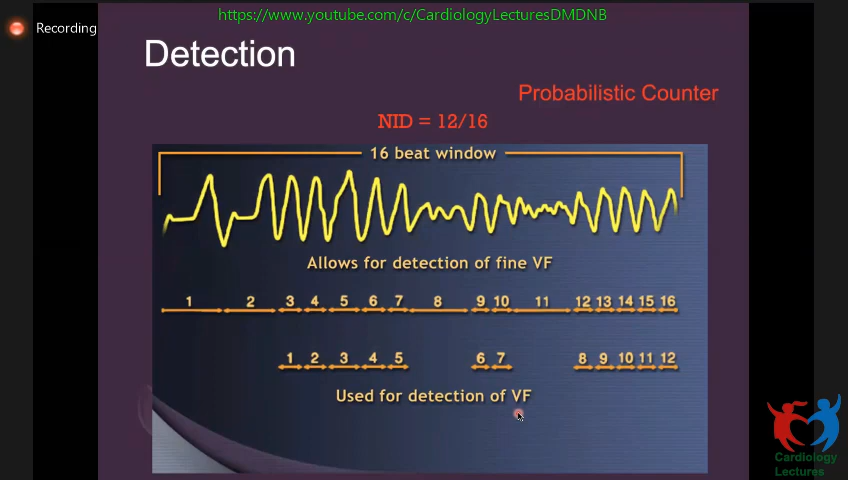 https://www.youtube.com/c/CardiologyLecturesDMDNB
Recording
Detection
Probabilistic Counter
NID = 12/16
16 beat window
Allows for detection of fine VF
1 2 3 4 5 6 7 8 9 10 11 12 13 14 15 16
1 2 3 4 5 6 7 8 9 10 11 12
Used for detection of VF
Cardiology
Lectures